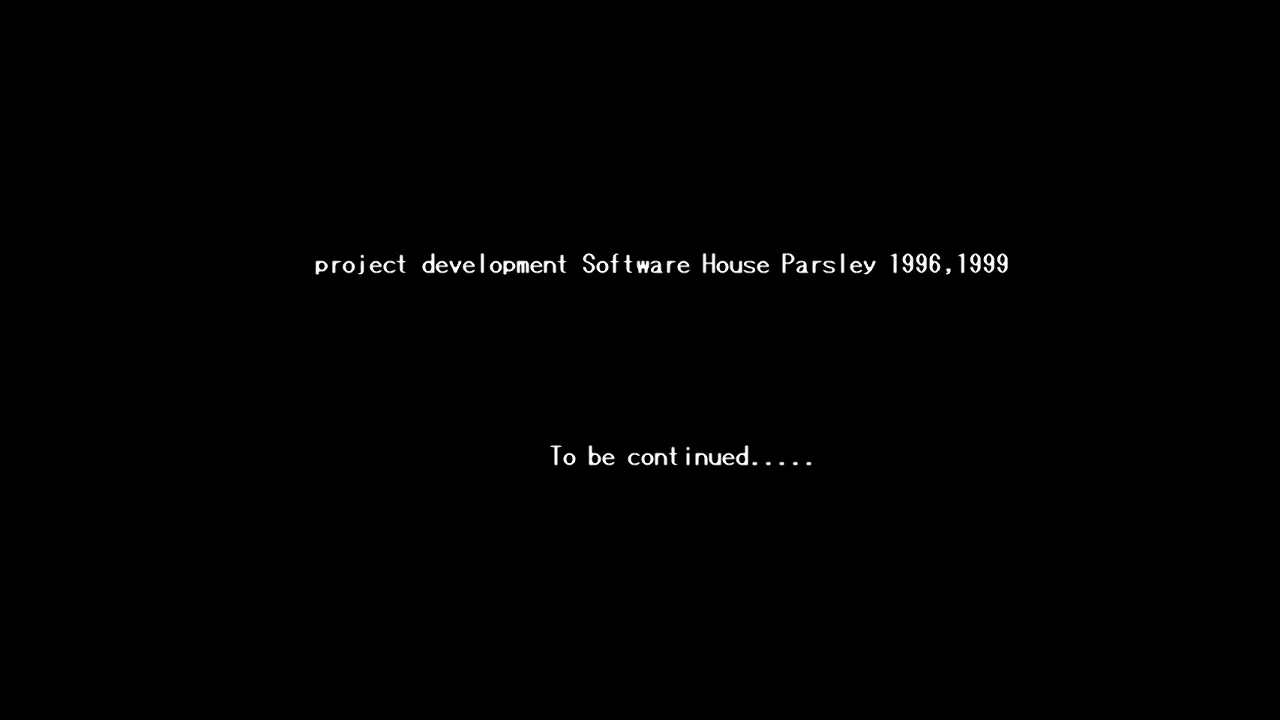 project development Software House Parsley 1996,1999
To be continued.....